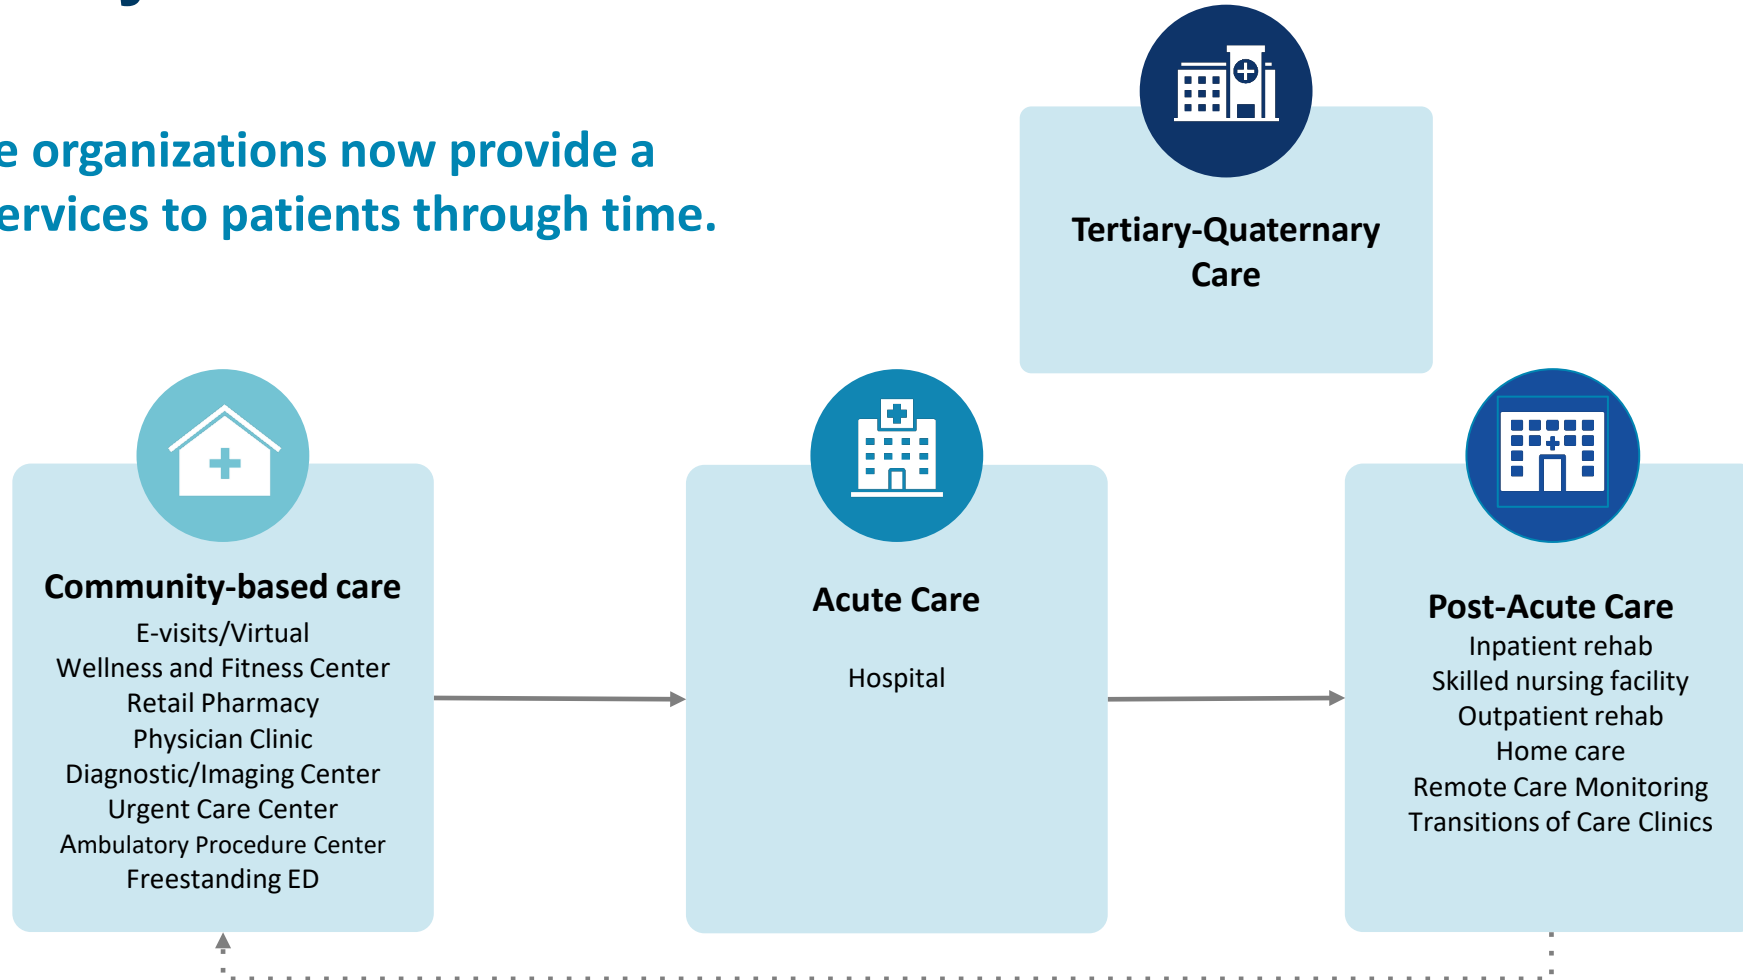 organizations now provide a
services to patients through time.
Tertiary-Quaternary
Care
Community-based care
E-visits/Virtual
Wellness and Fitness Center
Retail Pharmacy
Physician Clinic
Diagnostic/Imaging Center
Urgent Care Center
Ambulatory Procedure Center
Freestanding ED
Acute Care
Hospital
Post-Acute Care
Inpatient rehab
Skilled nursing facility
Outpatient rehab
Home care
Remote Care Monitoring
Transitions of Care Clinics